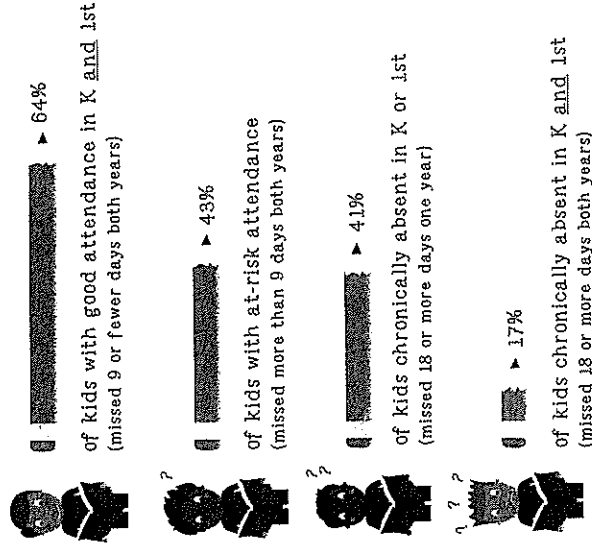 ▸ 64%
of kids with good attendance in K and 1st
(missed 9 or fewer days both years)
?
▸ 43%
of kids with at-risk attendance
(missed more than 9 days both years)
? ?
▸ 41%
of kids chronically absent in K or 1st
(missed 18 or more days one year)
? ? ?
▸ 17%
of kids chronically absent in K and 1st
(missed 18 or more days both years)